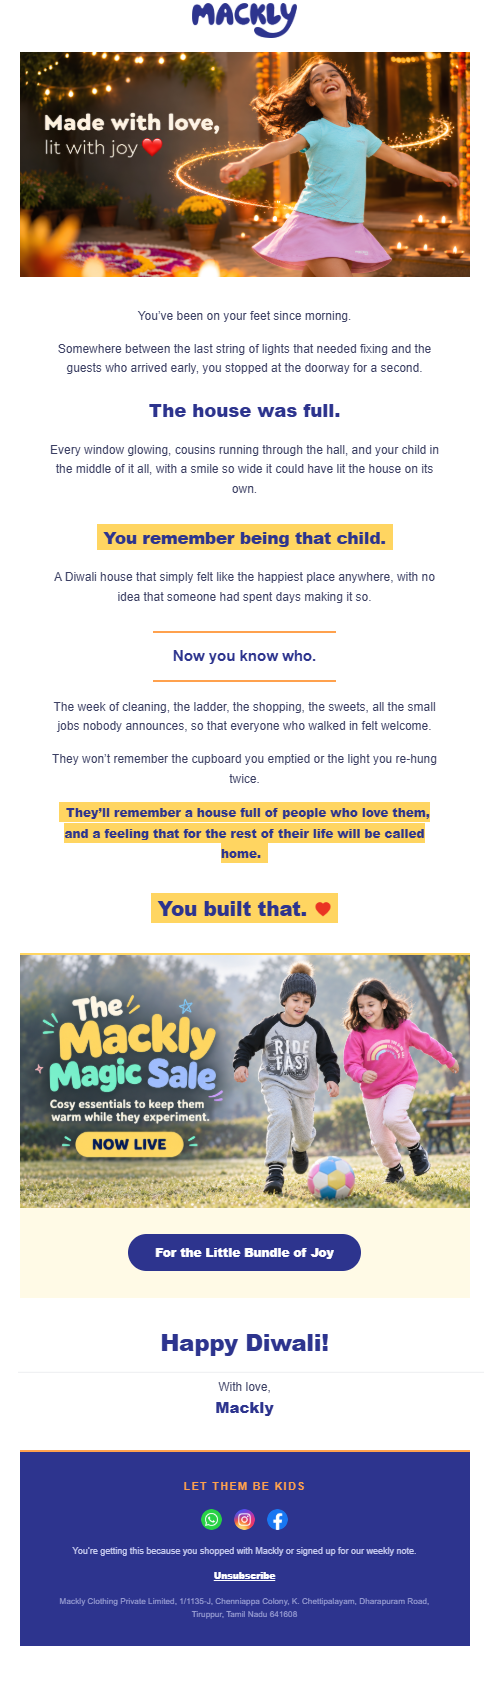 MACKLY
Made with love,
lit with joy ❤️
You've been on your feet since morning.
Somewhere between the last string of lights that needed fixing and the
guests who arrived early, you stopped at the doorway for a second.
The house was full.
Every window glowing, cousins running through the hall, and your child in
the middle of it all, with a smile so wide it could have lit the house on its
own.
You remember being that child.
A Diwali house that simply felt like the happiest place anywhere, with no
idea that someone had spent days making it so.
Now you know who.
The week of cleaning, the ladder, the shopping, the sweets, all the small
jobs nobody announces, so that everyone who walked in felt welcome.
They won't remember the cupboard you emptied or the light you re-hung
twice.
They'll remember a house full of people who love them,
and a feeling that for the rest of their life will be called
home.
You built that. ❤️
The
Mackly
Magic Sale
Cosy essentials to keep them
warm while they experiment.
NOW LIVE
RIDE
FAST
For the Little Bundle of Joy
Happy Diwali!
With love,
Mackly
LET THEM BE KIDS
You're getting this because you shopped with Mackly or signed up for our weekly note.
Unsubscribe
Mackly Clothing Private Limited, 1/1135-J, Chenniappa Colony, K. Chettipalayam, Dharapuram Road,
Tiruppur, Tamil Nadu 641608